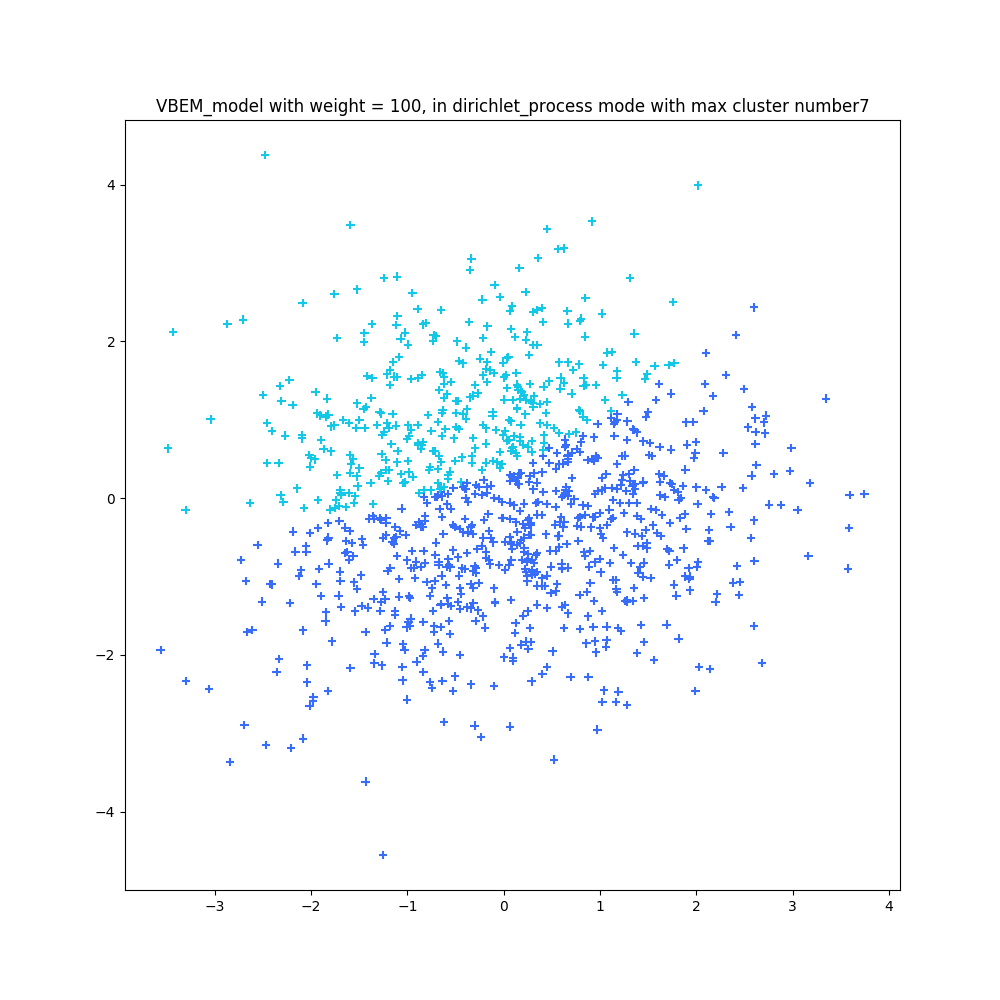 VBEM_model with weight = 100, in dirichlet_process mode with max cluster number7
4
2
0
−2
−4
−3 −2 −1 0 1 2 3 4